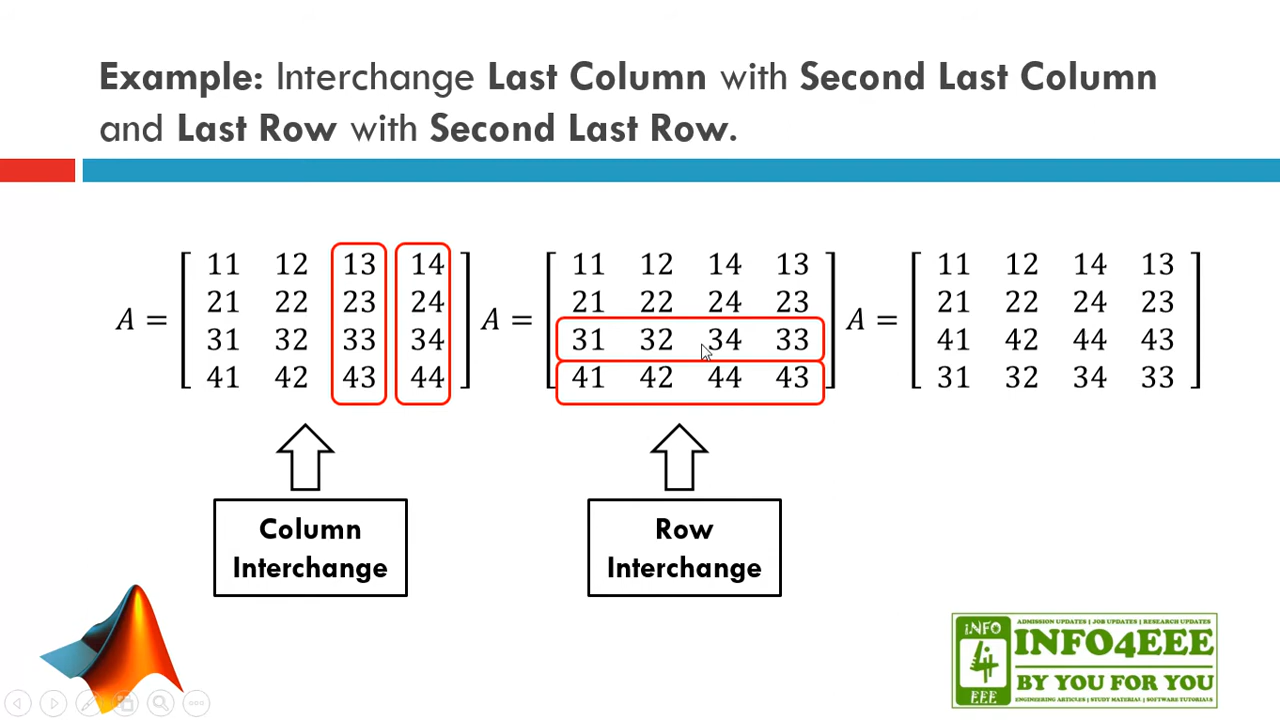 Example: Interchange Last Column with Second Last Column
and Last Row with Second Last Row.
A = [ 11 12 13 14
21 22 23 24
31 32 33 34
41 42 43 44 ]
A = [ 11 12 14 13
21 22 24 23
31 32 34 33
41 42 44 43 ]
A = [ 11 12 14 13
21 22 24 23
41 42 44 43
31 32 34 33 ]
Column
Interchange
Row
Interchange
iNFO
4
EEE
ADMISSION UPDATES | JOB UPDATES | RESEARCH UPDATES
INFO4EEE
BY YOU FOR YOU
ENGINEERING ARTICLES | STUDY MATERIAL | SOFTWARE TUTORIALS